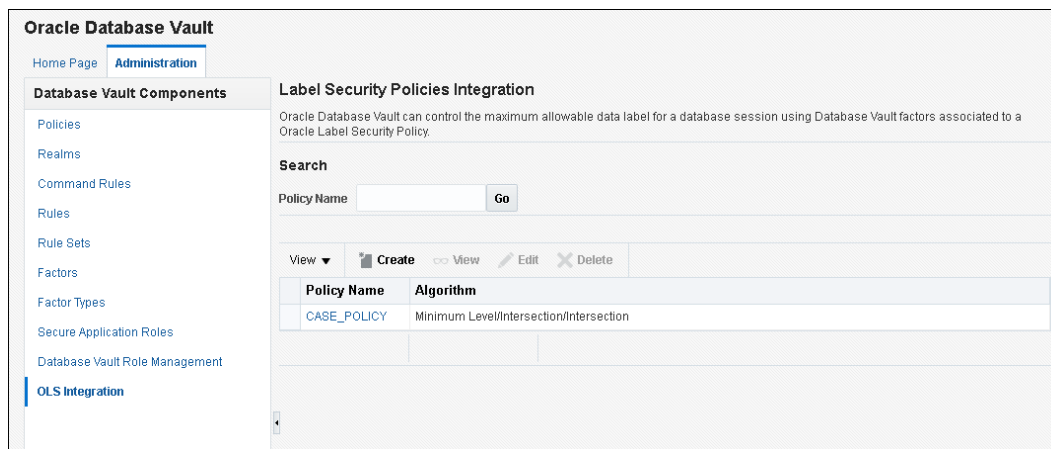 Oracle Database Vault
Home Page Administration
Database Vault Components
Policies
Realms
Command Rules
Rules
Rule Sets
Factors
Factor Types
Secure Application Roles
Database Vault Role Management
OLS Integration
Label Security Policies Integration
Oracle Database Vault can control the maximum allowable data label for a database session using Database Vault factors associated to a
Oracle Label Security Policy.
Search
Policy Name Go
View Create View Edit Delete
Policy Name Algorithm
CASE_POLICY Minimum Level/Intersection/Intersection